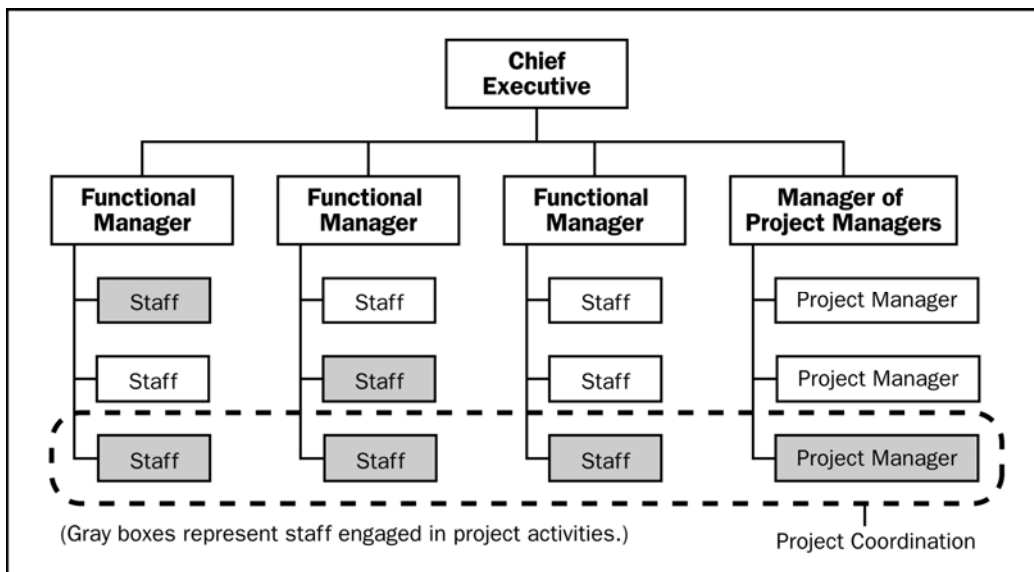 Chief
Executive
Functional
Manager
Functional
Manager
Functional
Manager
Manager of
Project Managers
Staff
Staff
Staff
Project Manager
Staff
Staff
Staff
Project Manager
Staff
Staff
Staff
Project Manager
(Gray boxes represent staff engaged in project activities.)
Project Coordination